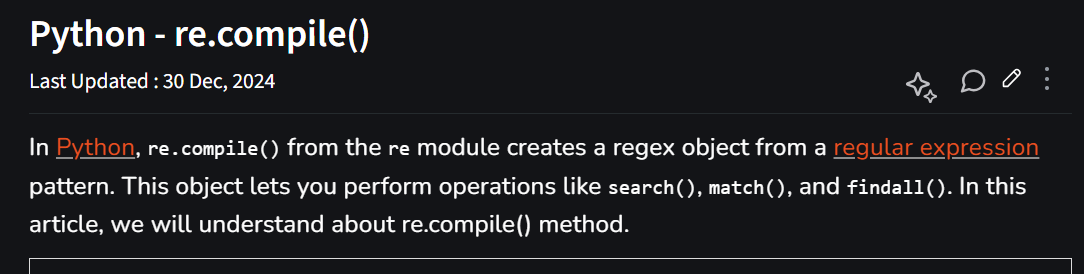 Python - re.compile()
Last Updated : 30 Dec, 2024
In Python, re.compile() from the re module creates a regex object from a regular expression
pattern. This object lets you perform operations like search(), match(), and findall(). In this
article, we will understand about re.compile() method.